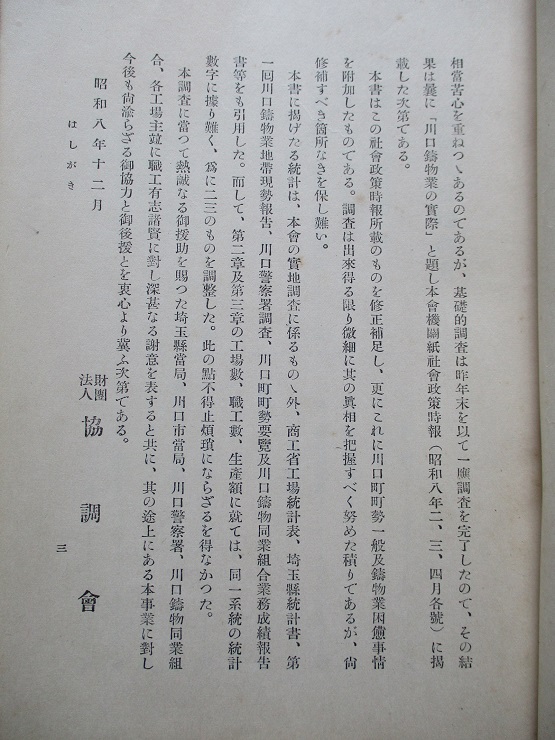 相當苦心を重ねつゝあるのであるが、基礎的調査は昨年末を以て一應調査を完了したので、その結
果は曩に「川口鑄物業の實際」と題し本會機關紙社會政策時報（昭和八年二、三、四月各號）に揭
載した次第である。
本書はこの社會政策時報所載のものを修正補足し、更にこれに川口町町勢一般及鑄物業困憊事情
を附加したものである。調査は出來得る限り微細に其の眞相を把握すべく努めた積りであるが、尙
修補すべき箇所なきを保し難い。
本書に揭げたる統計は、本會の實地調査に係るものゝ外、商工省工場統計表、埼玉縣統計書、第
一囘川口鑄物業地帶現勢報告、川口警察署調査、川口町町勢要覽及川口鑄物同業組合業務成績報告
書等をも引用した。而して、第二章及第三章の工場數、職工數、生產額に就ては、同一系統の統計
數字に據り難く、爲に二三のものを調整した。此の點不得止煩瑣にならざるを得なかつた。
本調査に當つて熱誠なる御援助を賜つた埼玉縣當局、川口市當局、川口警察署、川口鑄物同業組
合、各工場主竝に職工有志諸賢に對し深甚なる謝意を表すると共に、其の途上にある本事業に對し
今後も尙渝らざる御協力と御後援とを衷心より冀ふ次第である。
昭和八年十二月
財團法人 協調會
はしがき
三